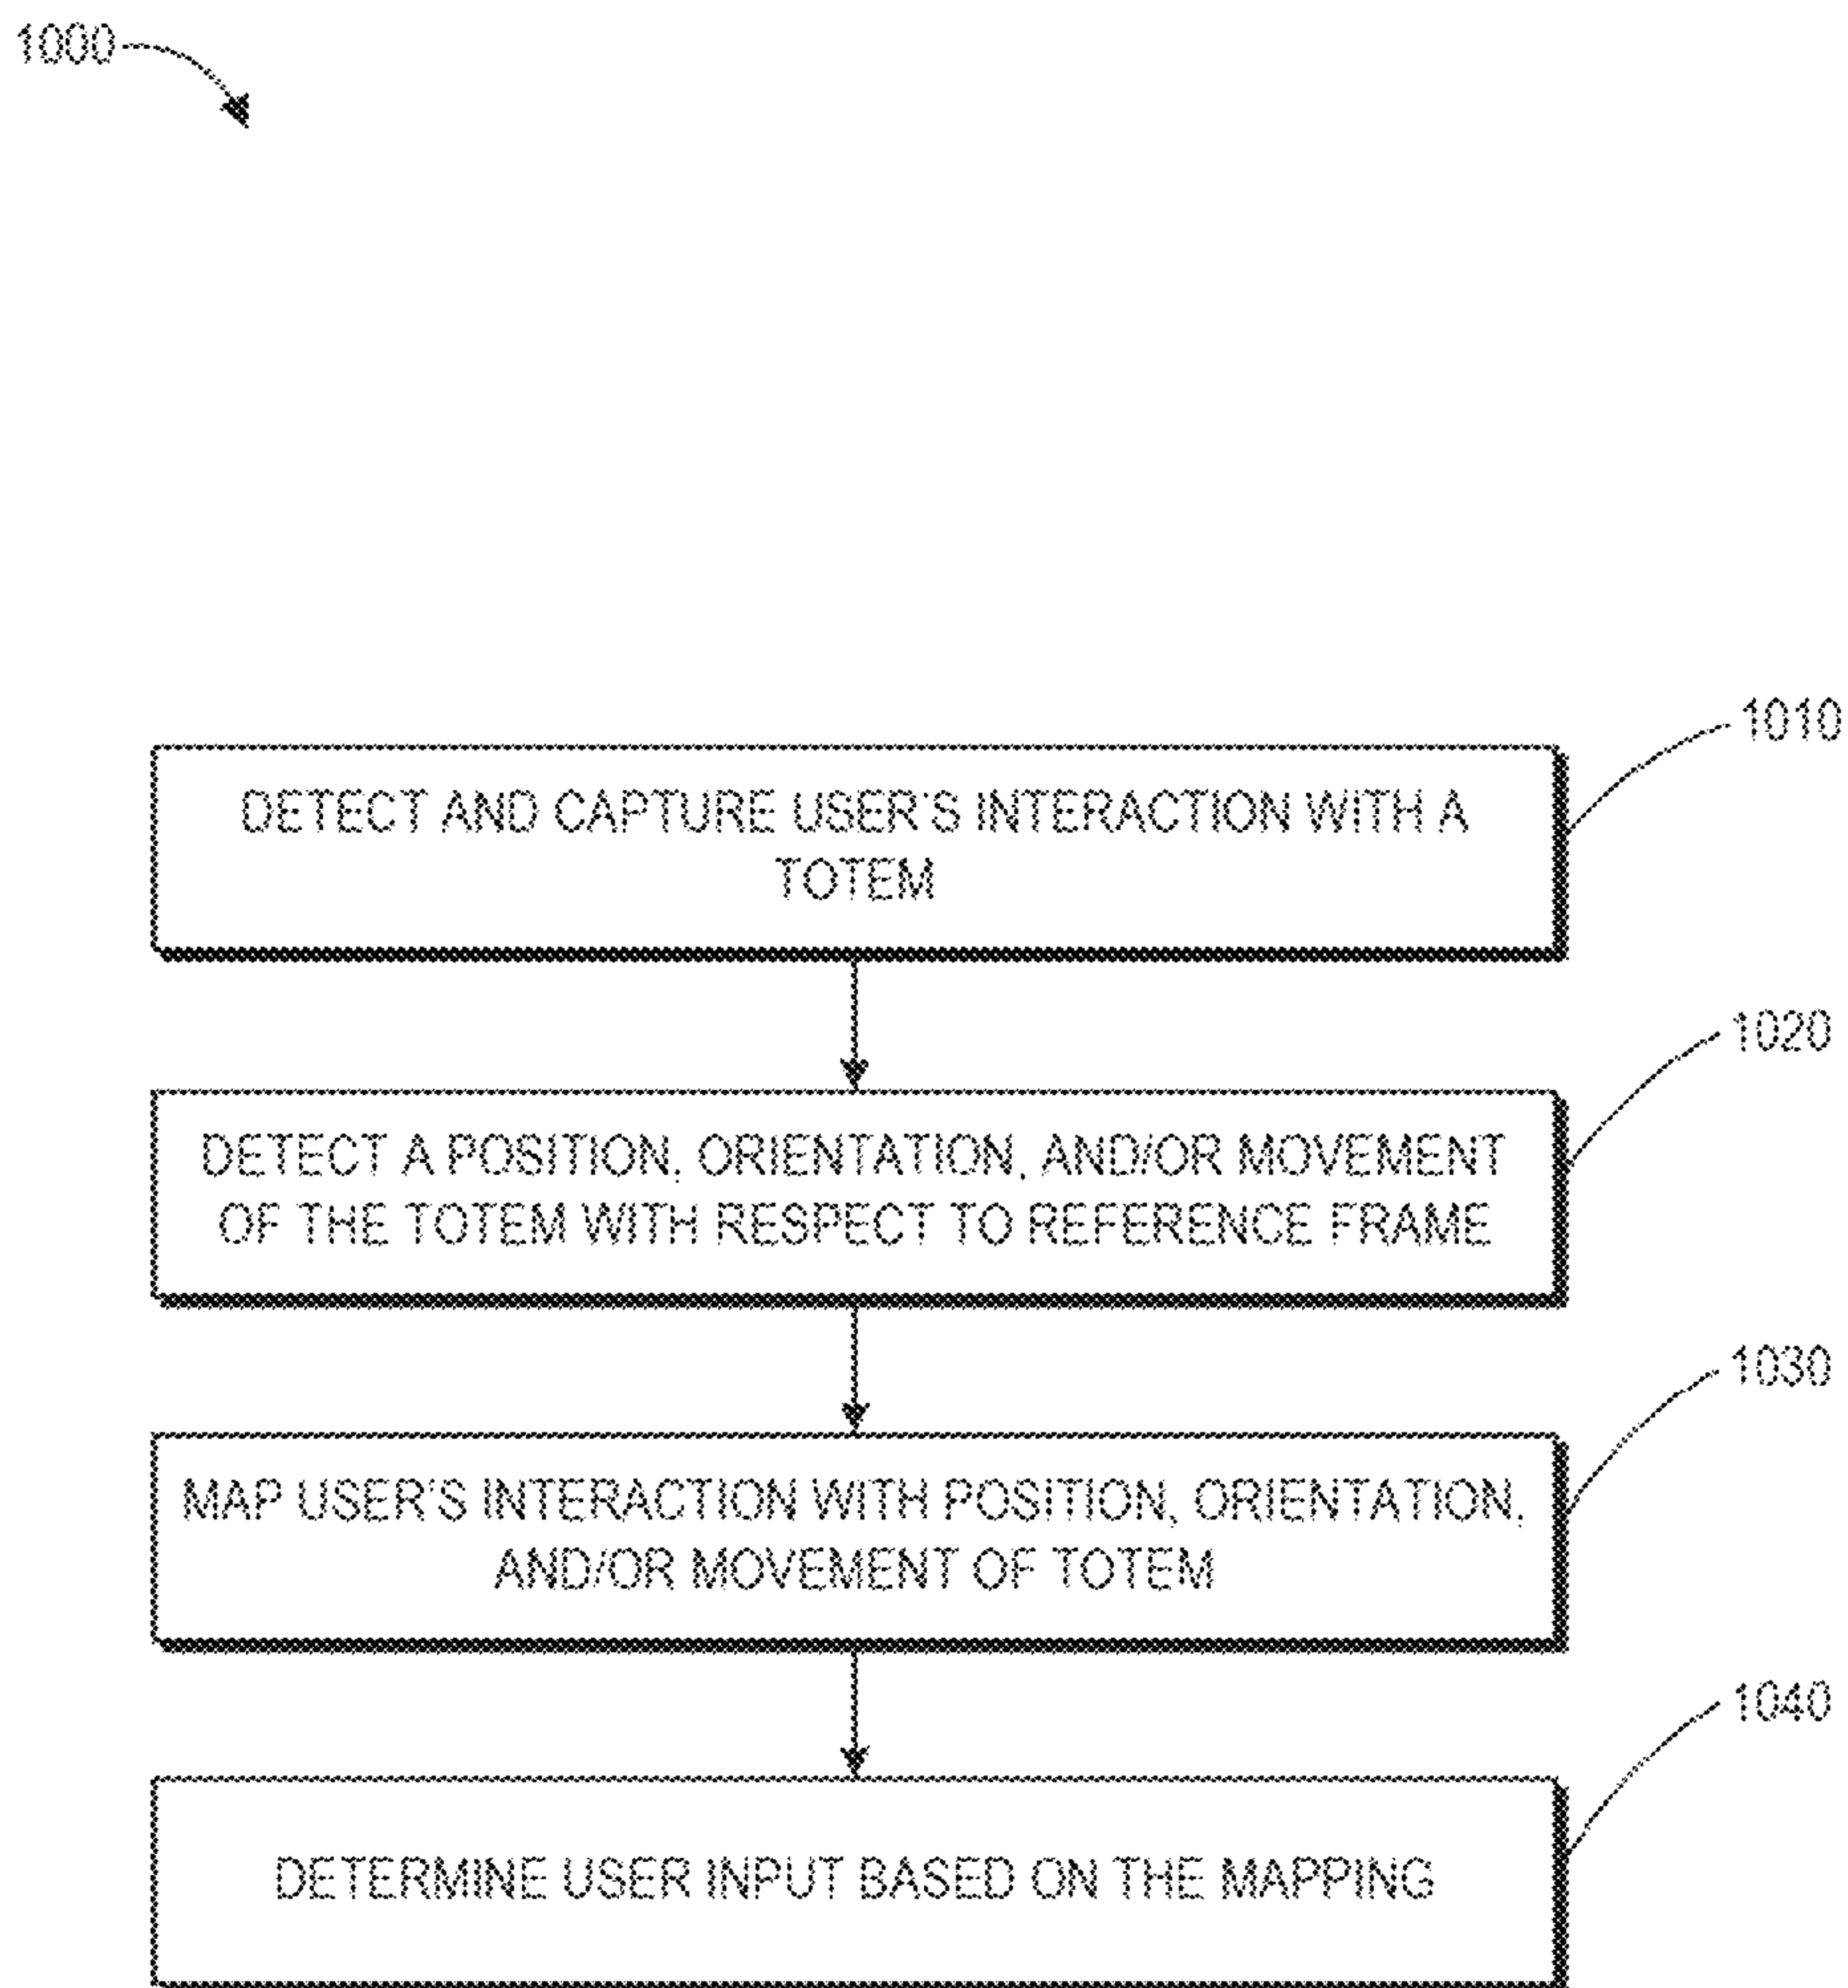 1000
1010
DETECT AND CAPTURE USER'S INTERACTION WITH A
TOTEM
1020
DETECT A POSITION, ORIENTATION, AND/OR MOVEMENT
OF THE TOTEM WITH RESPECT TO REFERENCE FRAME
1030
MAP USER'S INTERACTION WITH POSITION, ORIENTATION,
AND/OR MOVEMENT OF TOTEM
1040
DETERMINE USER INPUT BASED ON THE MAPPING